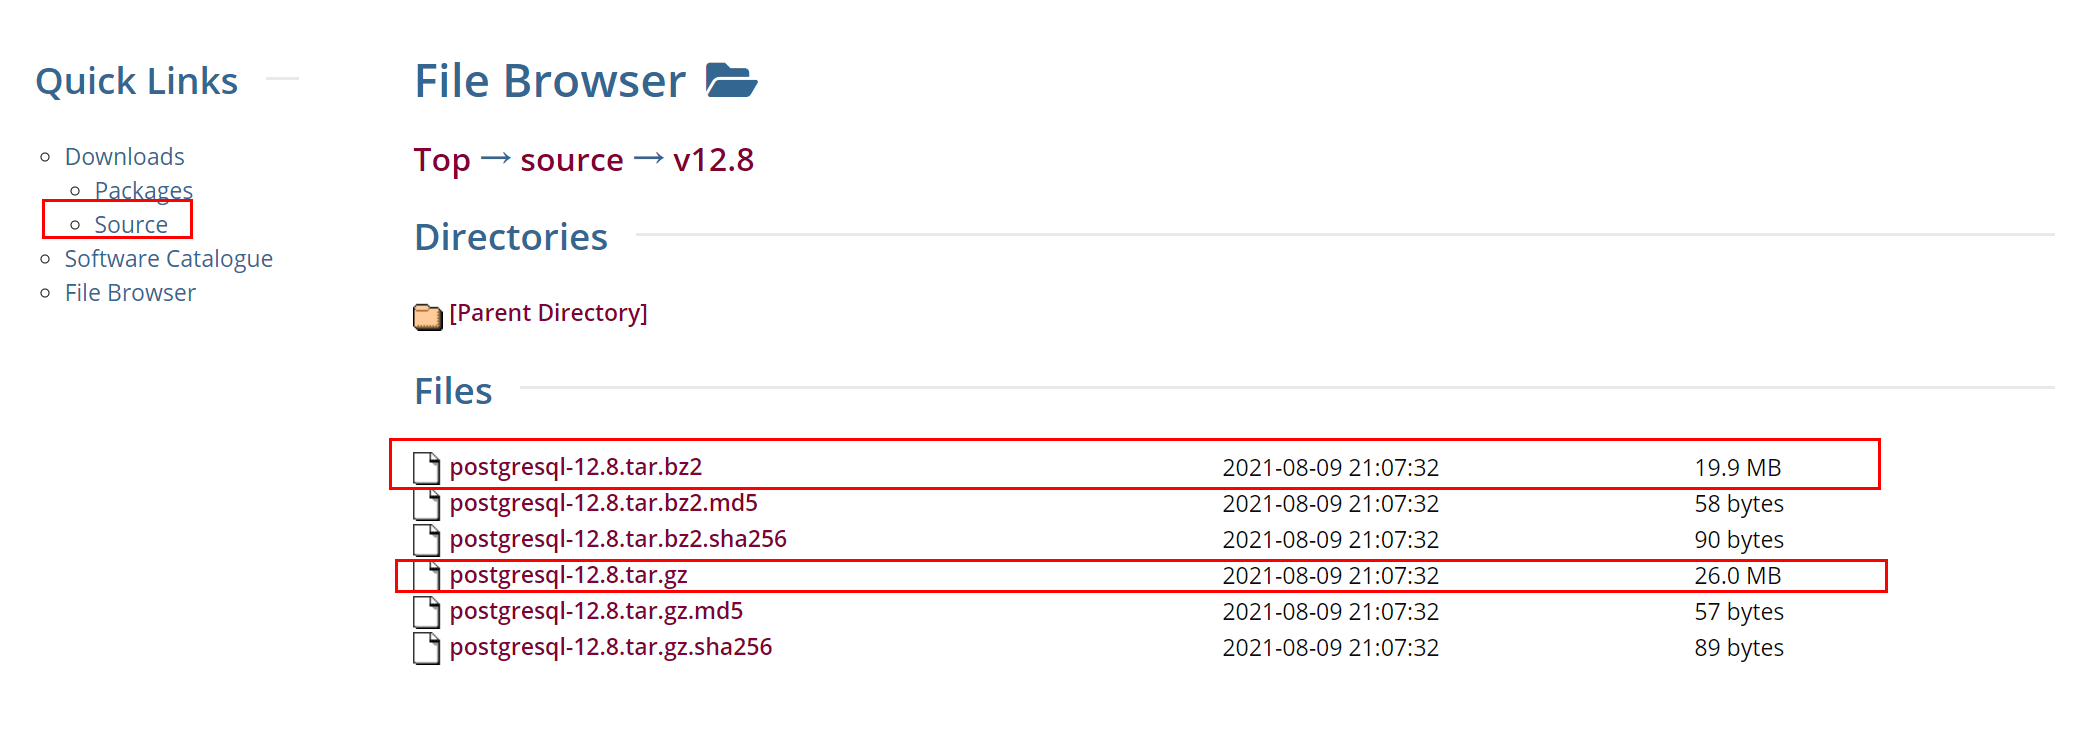 Quick Links
Downloads
Packages
Source
Software Catalogue
File Browser
File Browser
Top → source → v12.8
Directories
[Parent Directory]
Files
postgresql-12.8.tar.bz2 2021-08-09 21:07:32 19.9 MB
postgresql-12.8.tar.bz2.md5 2021-08-09 21:07:32 58 bytes
postgresql-12.8.tar.bz2.sha256 2021-08-09 21:07:32 90 bytes
postgresql-12.8.tar.gz 2021-08-09 21:07:32 26.0 MB
postgresql-12.8.tar.gz.md5 2021-08-09 21:07:32 57 bytes
postgresql-12.8.tar.gz.sha256 2021-08-09 21:07:32 89 bytes